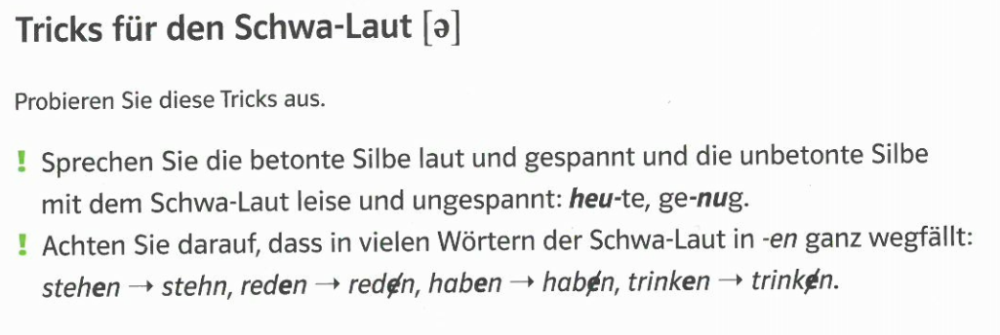 Tricks für den Schwa-Laut [ə]
Probieren Sie diese Tricks aus.
! Sprechen Sie die betonte Silbe laut und gespannt und die unbetonte Silbe
mit dem Schwa-Laut leise und ungespannt: heu-te, ge-nug.
! Achten Sie darauf, dass in vielen Wörtern der Schwa-Laut in -en ganz wegfällt:
stehen → stehn, reden → reden, haben → haben, trinken → trinken.